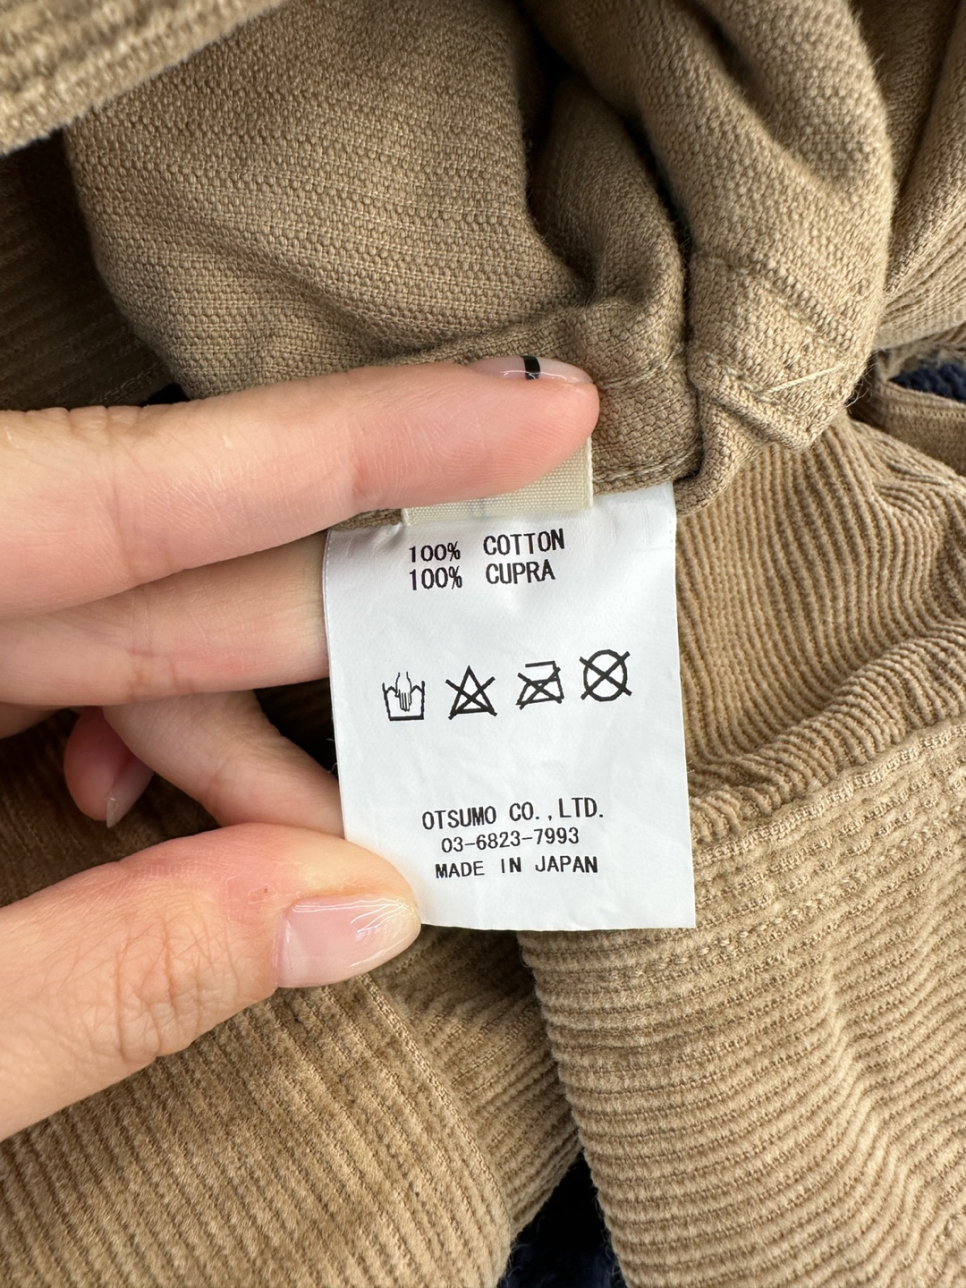 100% COTTON
100% CUPRA
OTSUMO CO.,LTD.
03-6823-7993
MADE IN JAPAN